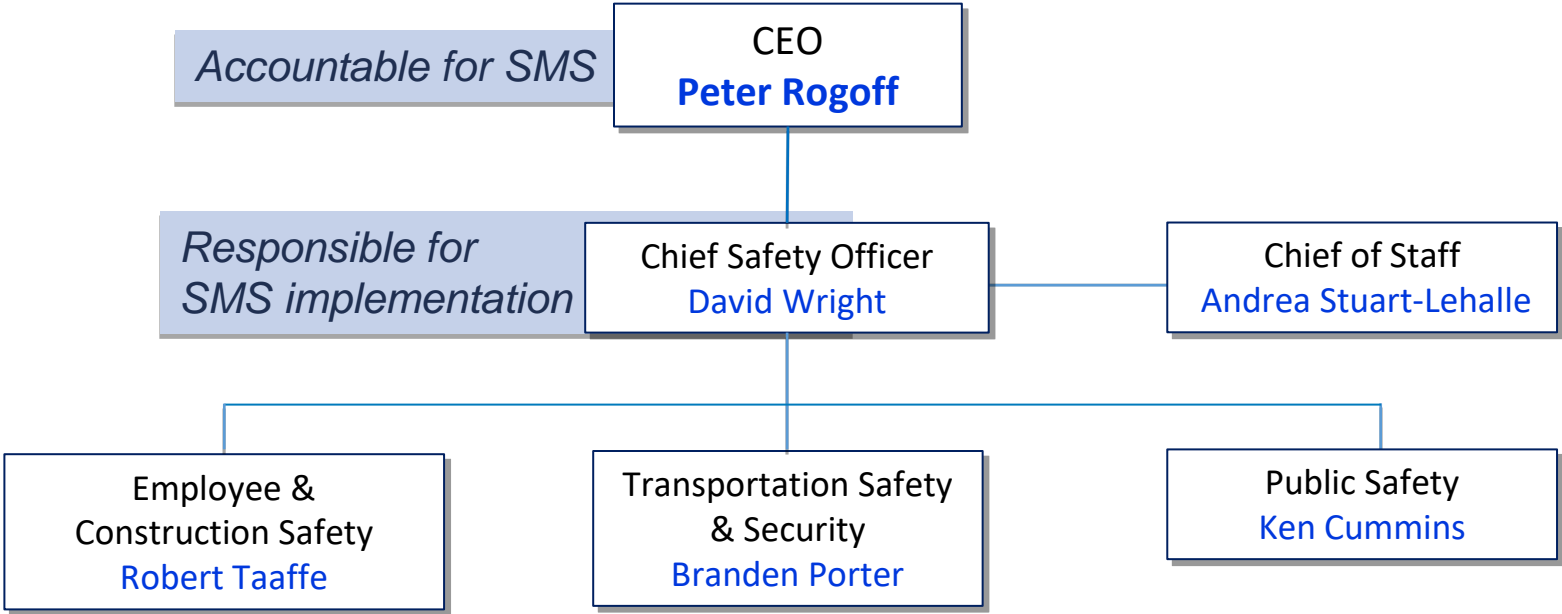 Accountable for SMS
CEO
Peter Rogoff
Responsible for
SMS implementation
Chief Safety Officer
David Wright
Chief of Staff
Andrea Stuart-Lehalle
Employee &
Construction Safety
Robert Taaffe
Transportation Safety
& Security
Branden Porter
Public Safety
Ken Cummins